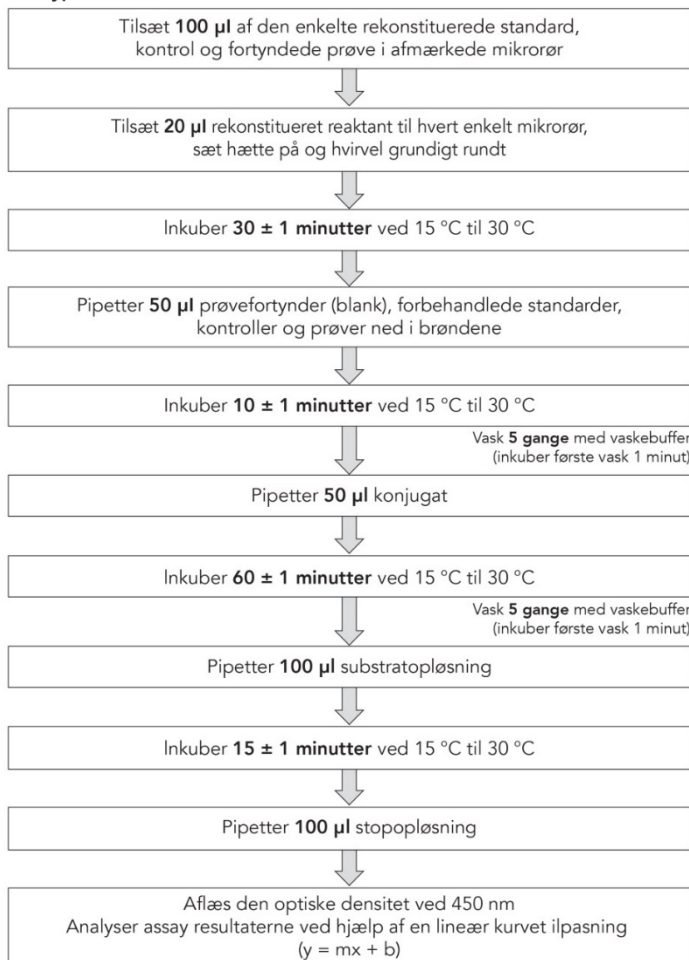 Tilsæt 100 µl af den enkelte rekonstituerede standard,
kontrol og fortyndede prøve i afmærkede mikrorør
Tilsæt 20 µl rekonstitueret reaktant til hvert enkelt mikrorør,
sæt hætte på og hvirvel grundigt rundt
Inkuber 30 ± 1 minutter ved 15 °C til 30 °C
Pipetter 50 µl prøvefortynder (blank), forbehandlede standarder,
kontroller og prøver ned i brøndene
Inkuber 10 ± 1 minutter ved 15 °C til 30 °C
Vask 5 gange med vaskebuffer
(inkuber første vask 1 minut)
Pipetter 50 µl konjugat
Inkuber 60 ± 1 minutter ved 15 °C til 30 °C
Vask 5 gange med vaskebuffer
(inkuber første vask 1 minut)
Pipetter 100 µl substratopløsning
Inkuber 15 ± 1 minutter ved 15 °C til 30 °C
Pipetter 100 µl stopopløsning
Aflæs den optiske densitet ved 450 nm
Analyser assay resultaterne ved hjælp af en lineær kurvet ilpasning
(y = mx + b)